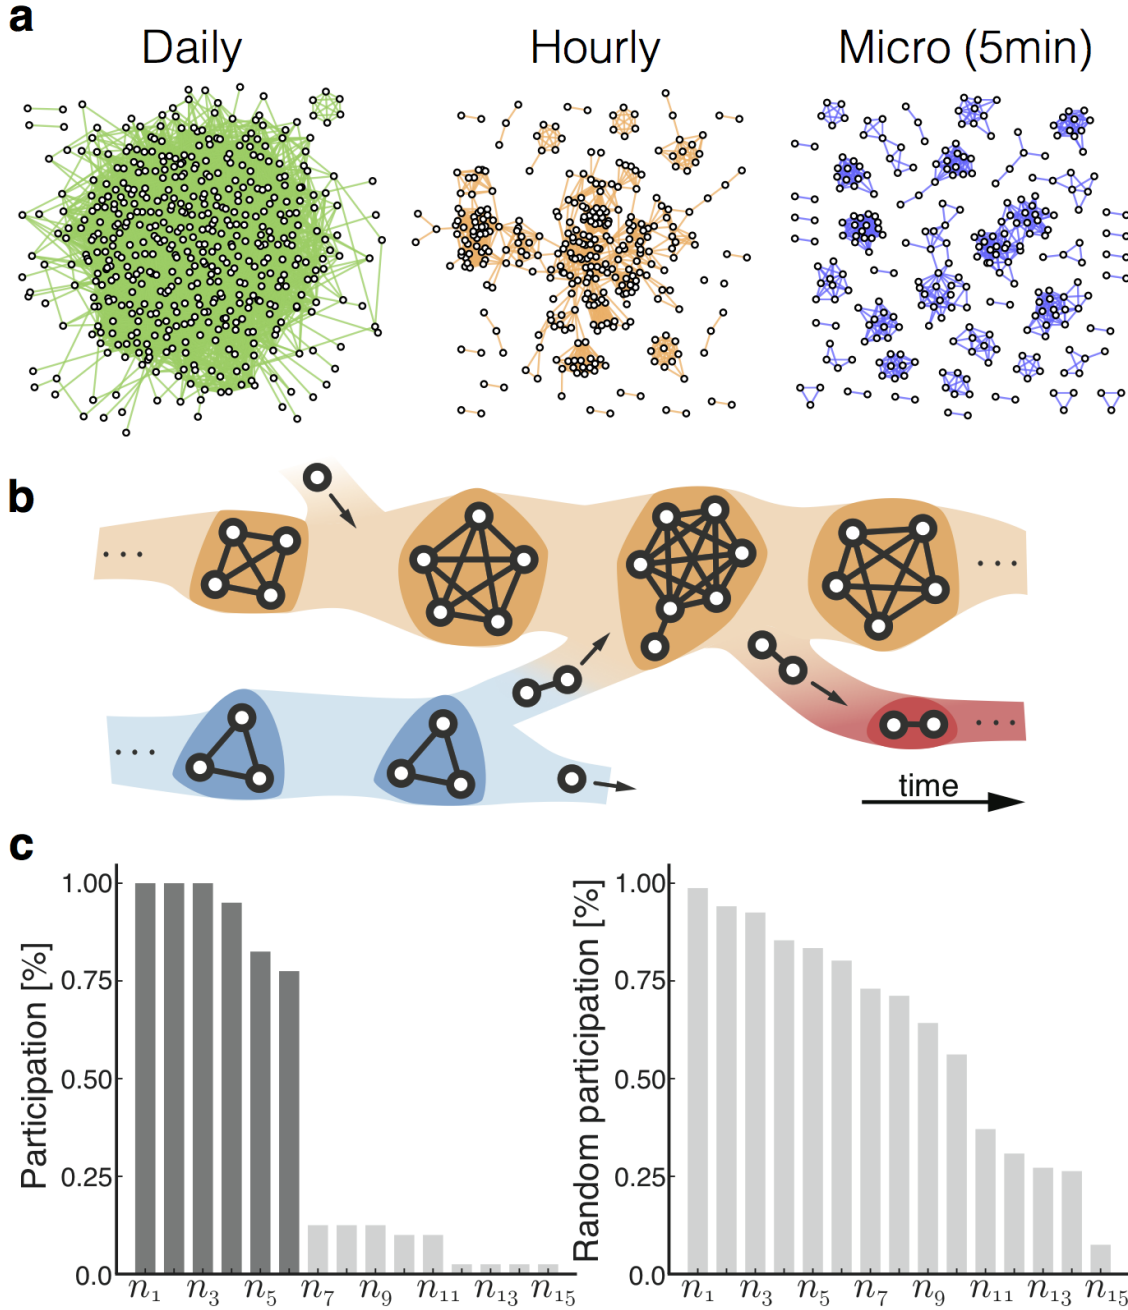 a
Daily Hourly Micro (5min)
b
...
...
...
...
time
c
Participation [%]
1.00
0.75
0.50
0.25
0.0
n₁ n₃ n₅ n₇ n₉ n₁₁ n₁₃ n₁₅
Random participation [%]
1.00
0.75
0.50
0.25
0.0
n₁ n₃ n₅ n₇ n₉ n₁₁ n₁₃ n₁₅